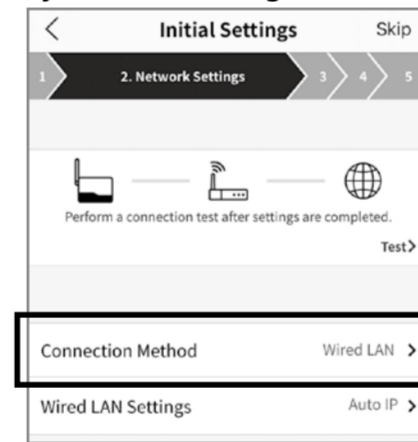 Initial Settings Skip
1 2. Network Settings 3 4 5
Perform a connection test after settings are completed.
Test>
Connection Method Wired LAN >
Wired LAN Settings Auto IP >